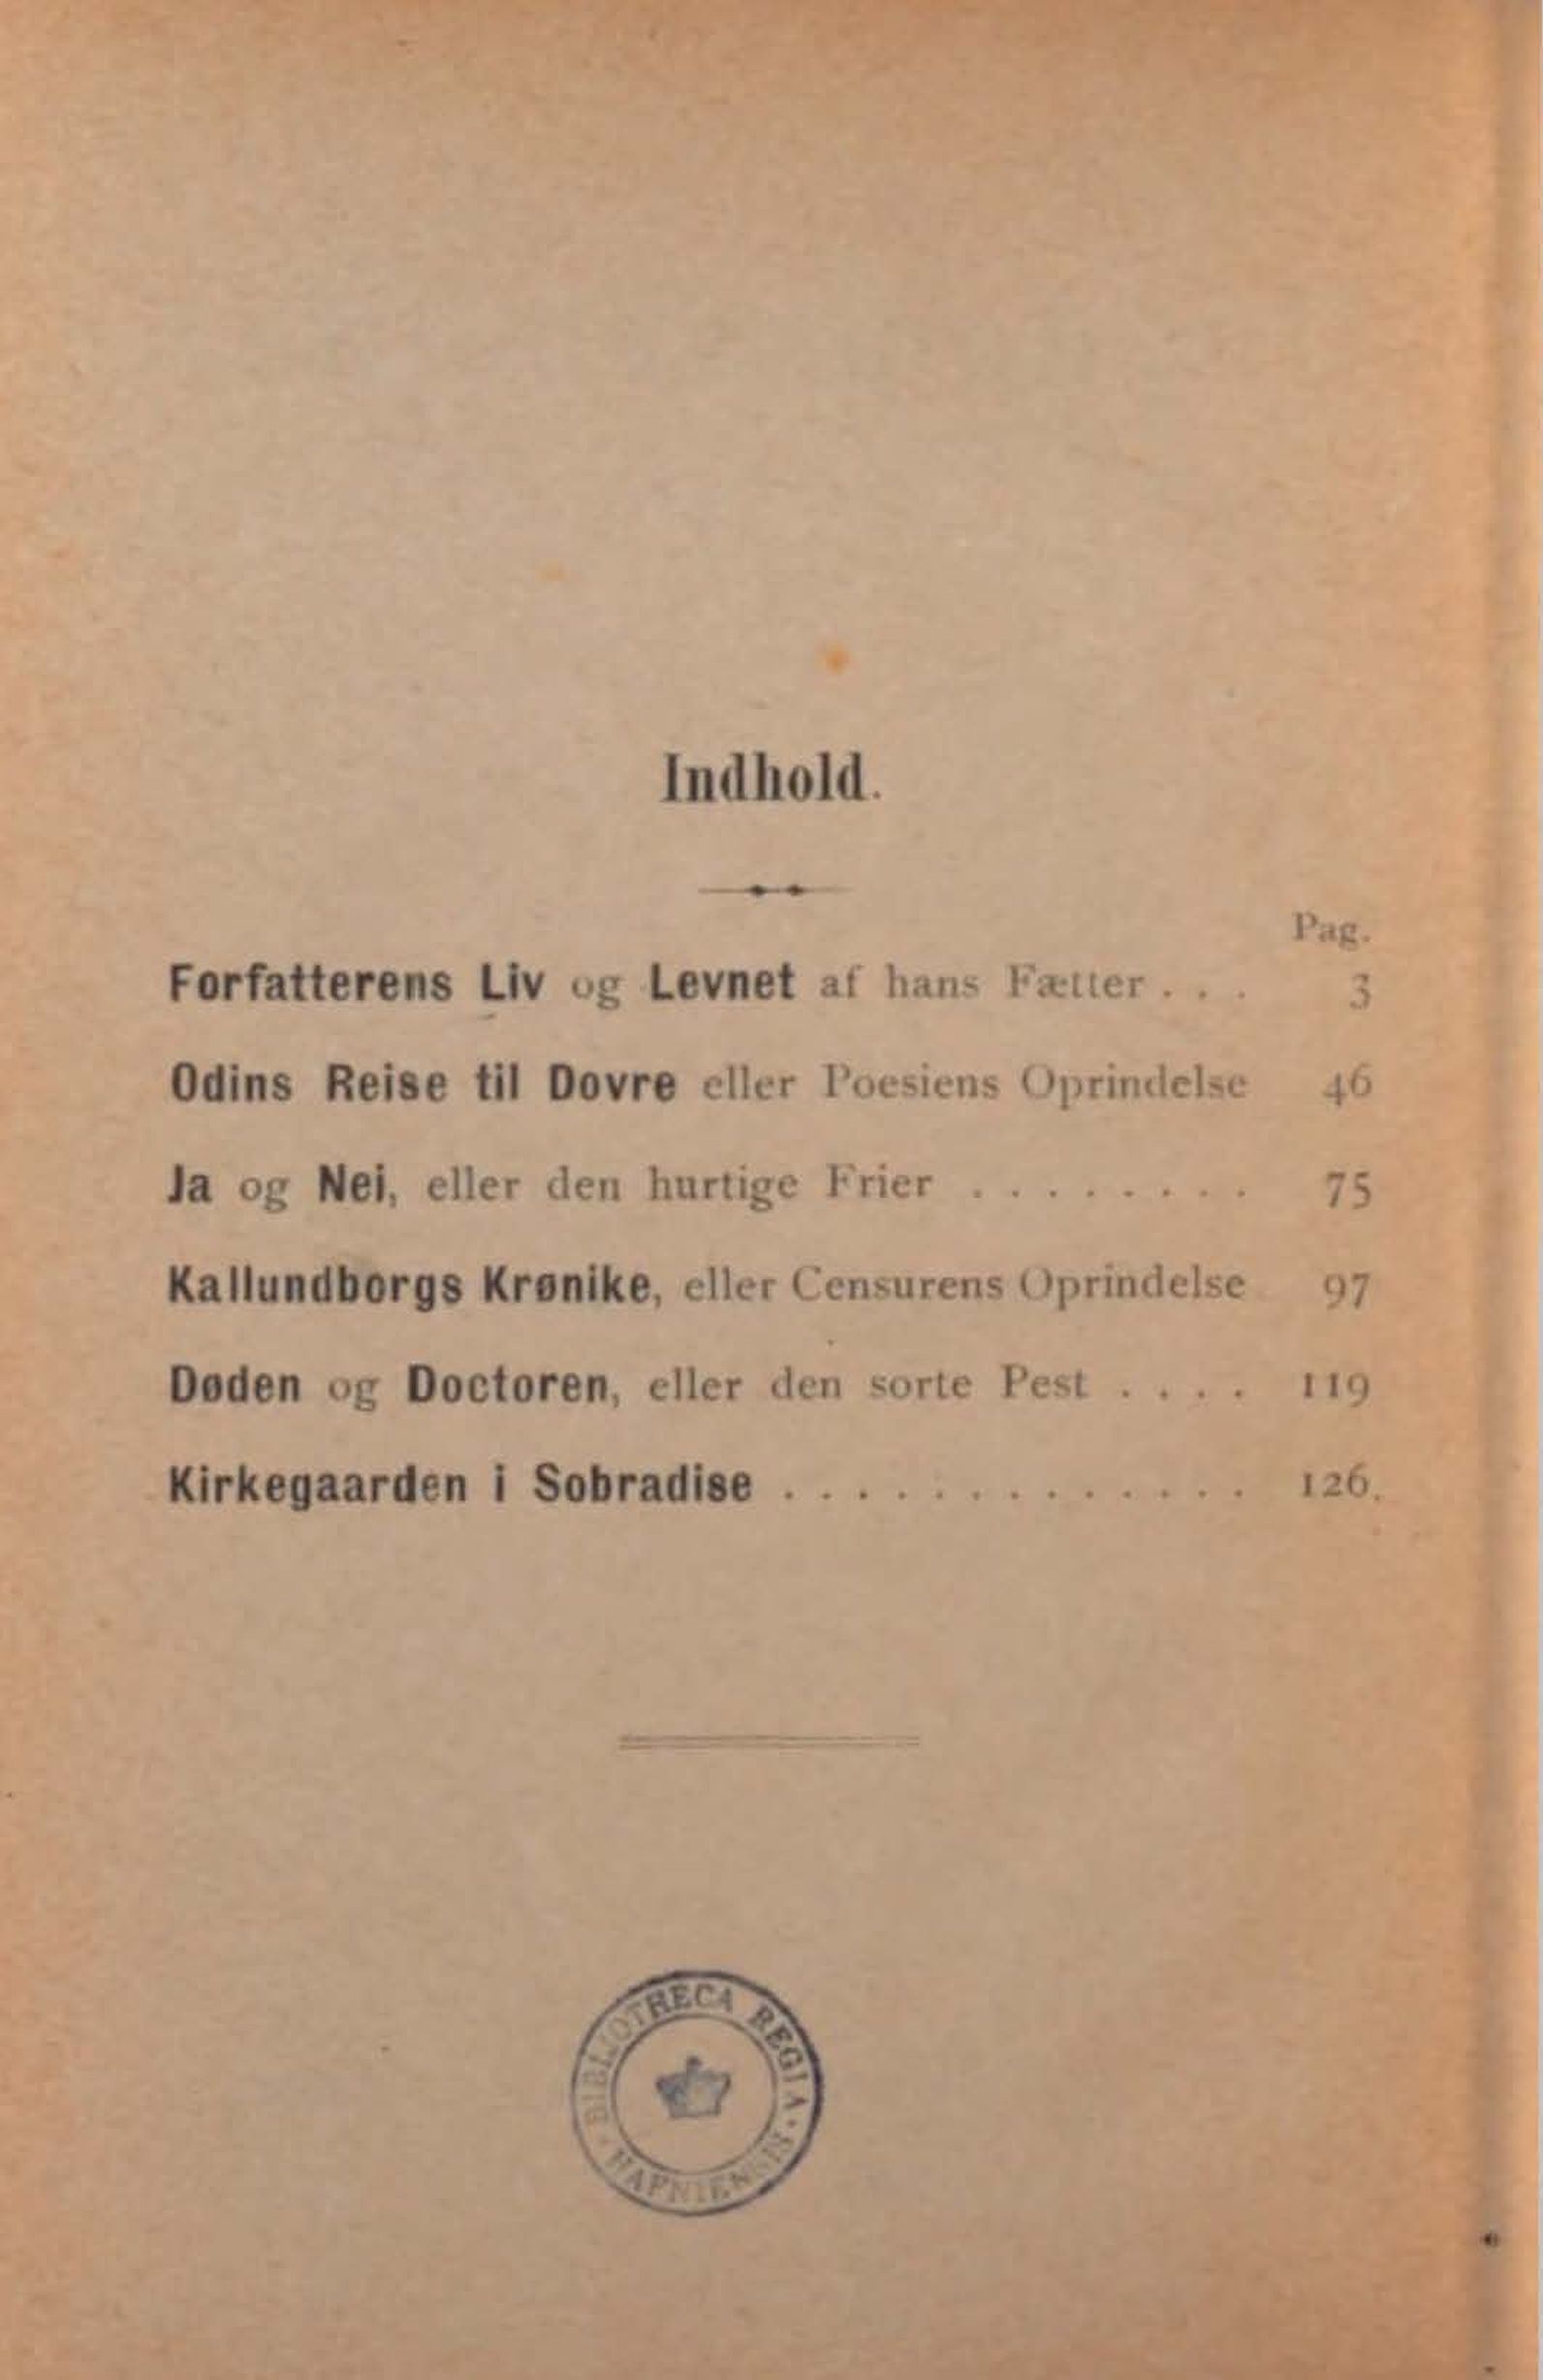 Indhold.
Pag.
Forfatterens Liv og Levnet af hans Fætter . . . 3
Odins Reise til Dovre eller Poesiens Oprindelse 46
Ja og Nei, eller den hurtige Frier . . . . . . . . 75
Kallundborgs Krønike, eller Censurens Oprindelse 97
Døden og Doctoren, eller den sorte Pest . . . . 119
Kirkegaarden i Sobradise . . . . . . . . . . . . . 126.
BIBLIOTHECA REGIA
HAFNIENSIS